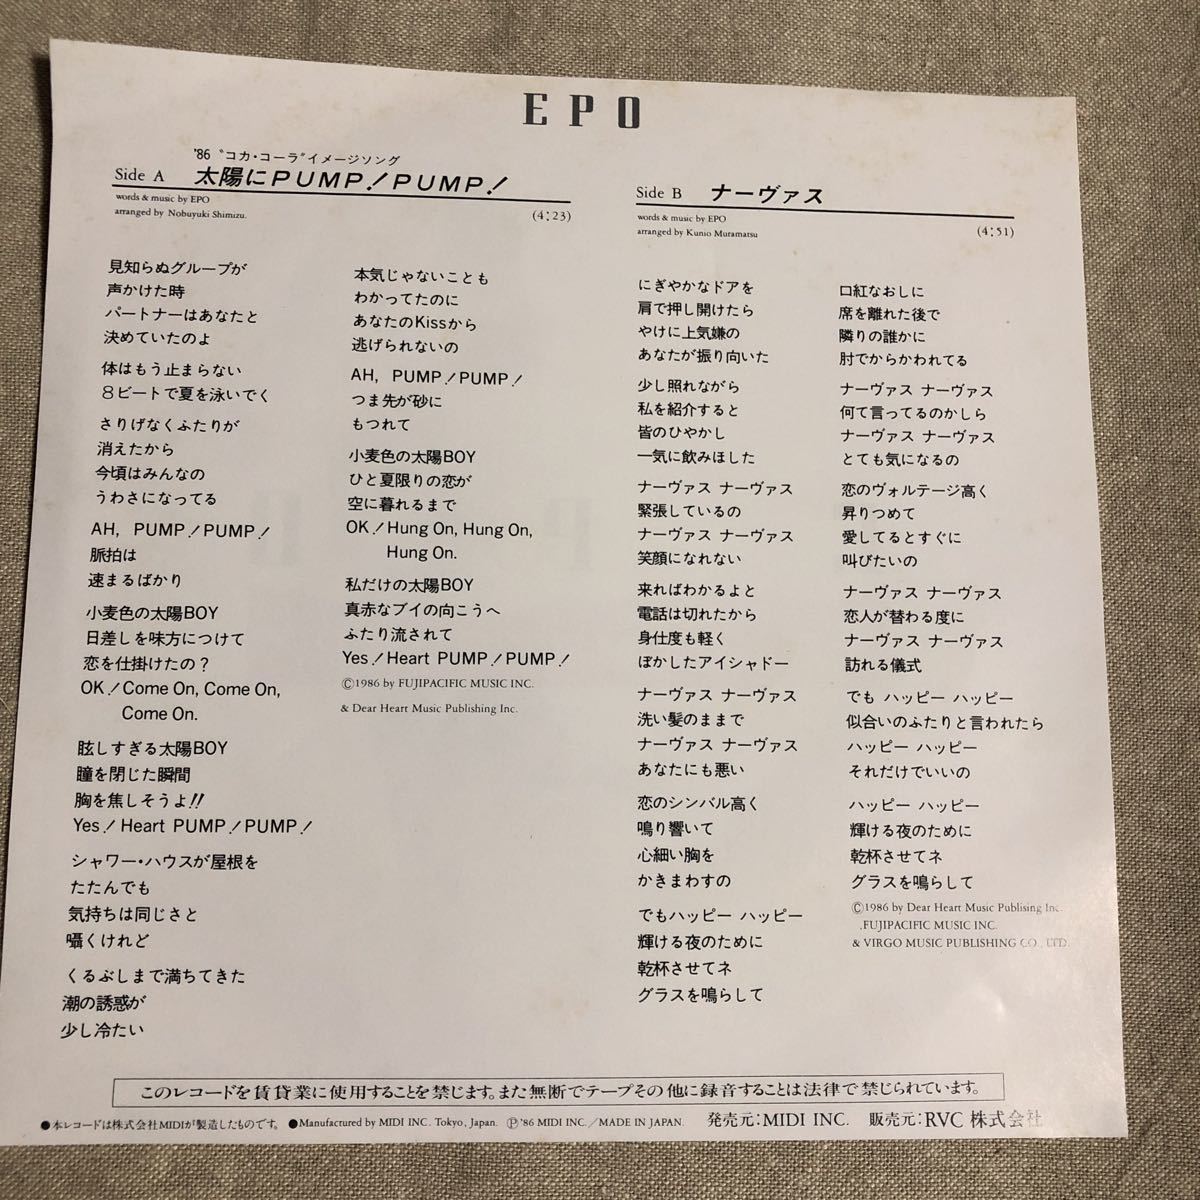 EPO
'86 “コカ・コーラ”イメージソング
Side A 太陽にPUMP!PUMP!
words & music by EPO
arranged by Nobuyuki Shimizu. (4:23)
見知らぬグループが
声かけた時
パートナーはあなたと
決めていたのよ
体はもう止まらない
8ビートで夏を泳いでく
さりげなくふたりが
消えたから
今頃はみんなの
うわさになってる
AH, PUMP!PUMP!
脈拍は
速まるばかり
小麦色の太陽BOY
日差しを味方につけて
恋を仕掛けたの?
OK!Come On, Come On,
Come On.
眩しすぎる太陽BOY
瞳を閉じた瞬間
胸を焦しそうよ!!
Yes!Heart PUMP!PUMP!
シャワー・ハウスが屋根を
たたんでも
気持ちは同じさと
囁くけれど
くるぶしまで満ちてきた
潮の誘惑が
少し冷たい
本気じゃないことも
わかってたのに
あなたのKissから
逃げられないの
AH, PUMP!PUMP!
つま先が砂に
もつれて
小麦色の太陽BOY
ひと夏限りの恋が
空に暮れるまで
OK!Hung On, Hung On,
Hung On.
私だけの太陽BOY
真赤なブイの向こうへ
ふたり流されて
Yes!Heart PUMP!PUMP!
©1986 by FUJIPACIFIC MUSIC INC.
& Dear Heart Music Publishing Inc.
Side B ナーヴァス
words & music by EPO
arranged by Kunio Muramatsu (4:51)
にぎやかなドアを
肩で押し開けたら
やけに上気嫌の
あなたが振り向いた
少し照れながら
私を紹介すると
皆のひやかし
一気に飲みほした
ナーヴァス ナーヴァス
緊張しているの
ナーヴァス ナーヴァス
笑顔になれない
来ればわかるよと
電話は切れたから
身仕度も軽く
ぼかしたアイシャドー
ナーヴァス ナーヴァス
洗い髪のままで
ナーヴァス ナーヴァス
あなたにも悪い
恋のシンバル高く
鳴り響いて
心細い胸を
かきまわすの
でもハッピー ハッピー
輝ける夜のために
乾杯させてネ
グラスを鳴らして
口紅なおしに
席を離れた後で
隣りの誰かに
肘でからかわれてる
ナーヴァス ナーヴァス
何て言ってるのかしら
ナーヴァス ナーヴァス
とても気になるの
恋のヴォルテージ高く
昇りつめて
愛してるとすぐに
叫びたいの
ナーヴァス ナーヴァス
恋人が替わる度に
ナーヴァス ナーヴァス
訪れる儀式
でも ハッピー ハッピー
似合いのふたりと言われたら
ハッピー ハッピー
それだけでいいの
ハッピー ハッピー
輝ける夜のために
乾杯させてネ
グラスを鳴らして
©1986 by Dear Heart Music Publising Inc.
.FUJIPACIFIC MUSIC INC.
& VIRGO MUSIC PUBLISHING CO., LTD.
このレコードを賃貸業に使用することを禁じます。また無断でテープその他に録音することは法律で禁じられています。
●本レコードは株式会社MIDIが製造したものです。 ●Manufactured by MIDI INC. Tokyo, Japan. Ⓟ'86 MIDI INC./MADE IN JAPAN. 発売元:MIDI INC. 販売元:RVC 株式会社